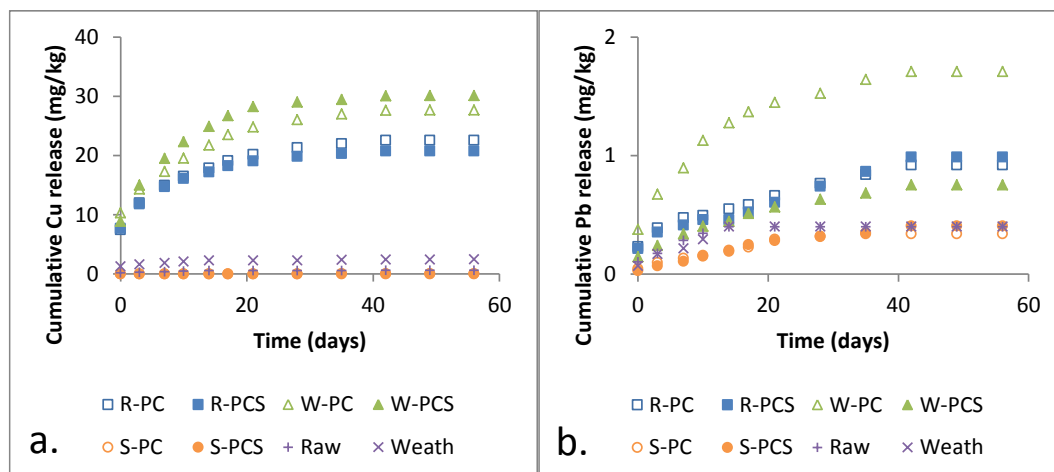 Cumulative Cu release (mg/kg)
40
30
20
10
0
0 20 40 60
Time (days)
R-PC R-PCS W-PC W-PCS
S-PC S-PCS Raw Weath
a.
Cumulative Pb release (mg/kg)
2
1
0
0 20 40 60
Time (days)
R-PC R-PCS W-PC W-PCS
S-PC S-PCS Raw Weath
b.